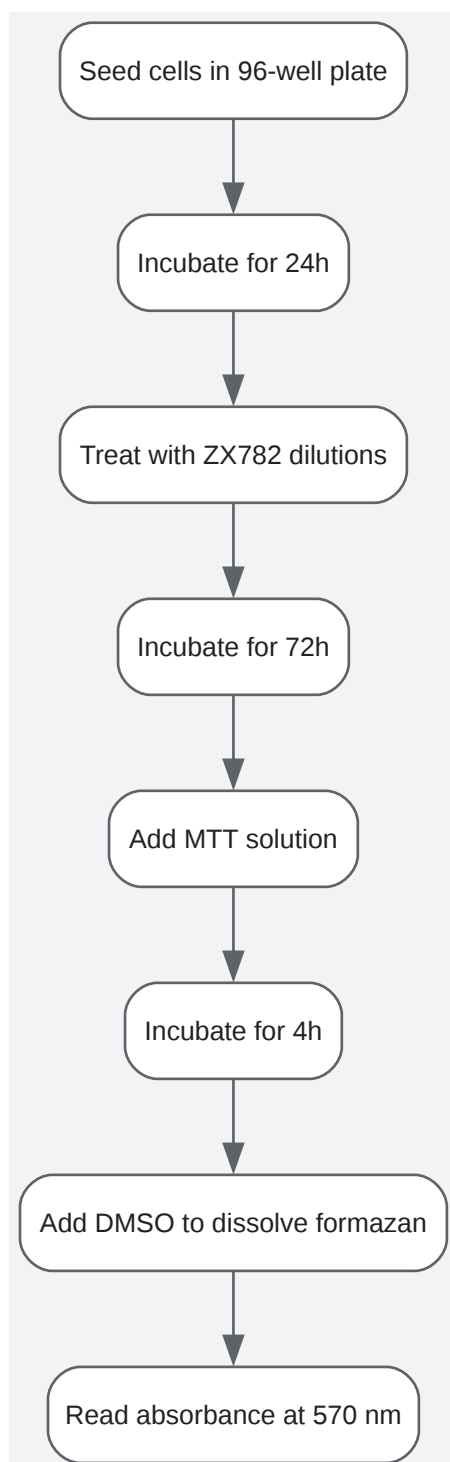 Seed cells in 96-well plate
Incubate for 24h
Treat with ZX782 dilutions
Incubate for 72h
Add MTT solution
Incubate for 4h
Add DMSO to dissolve formazan
Read absorbance at 570 nm